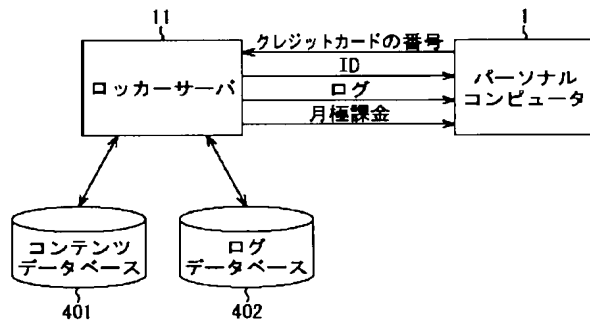 11
1
ロッカーサーバ
クレジットカードの番号
ID
ログ
月極課金
パーソナル
コンピュータ
コンテンツ
データベース
ログ
データベース
401
402